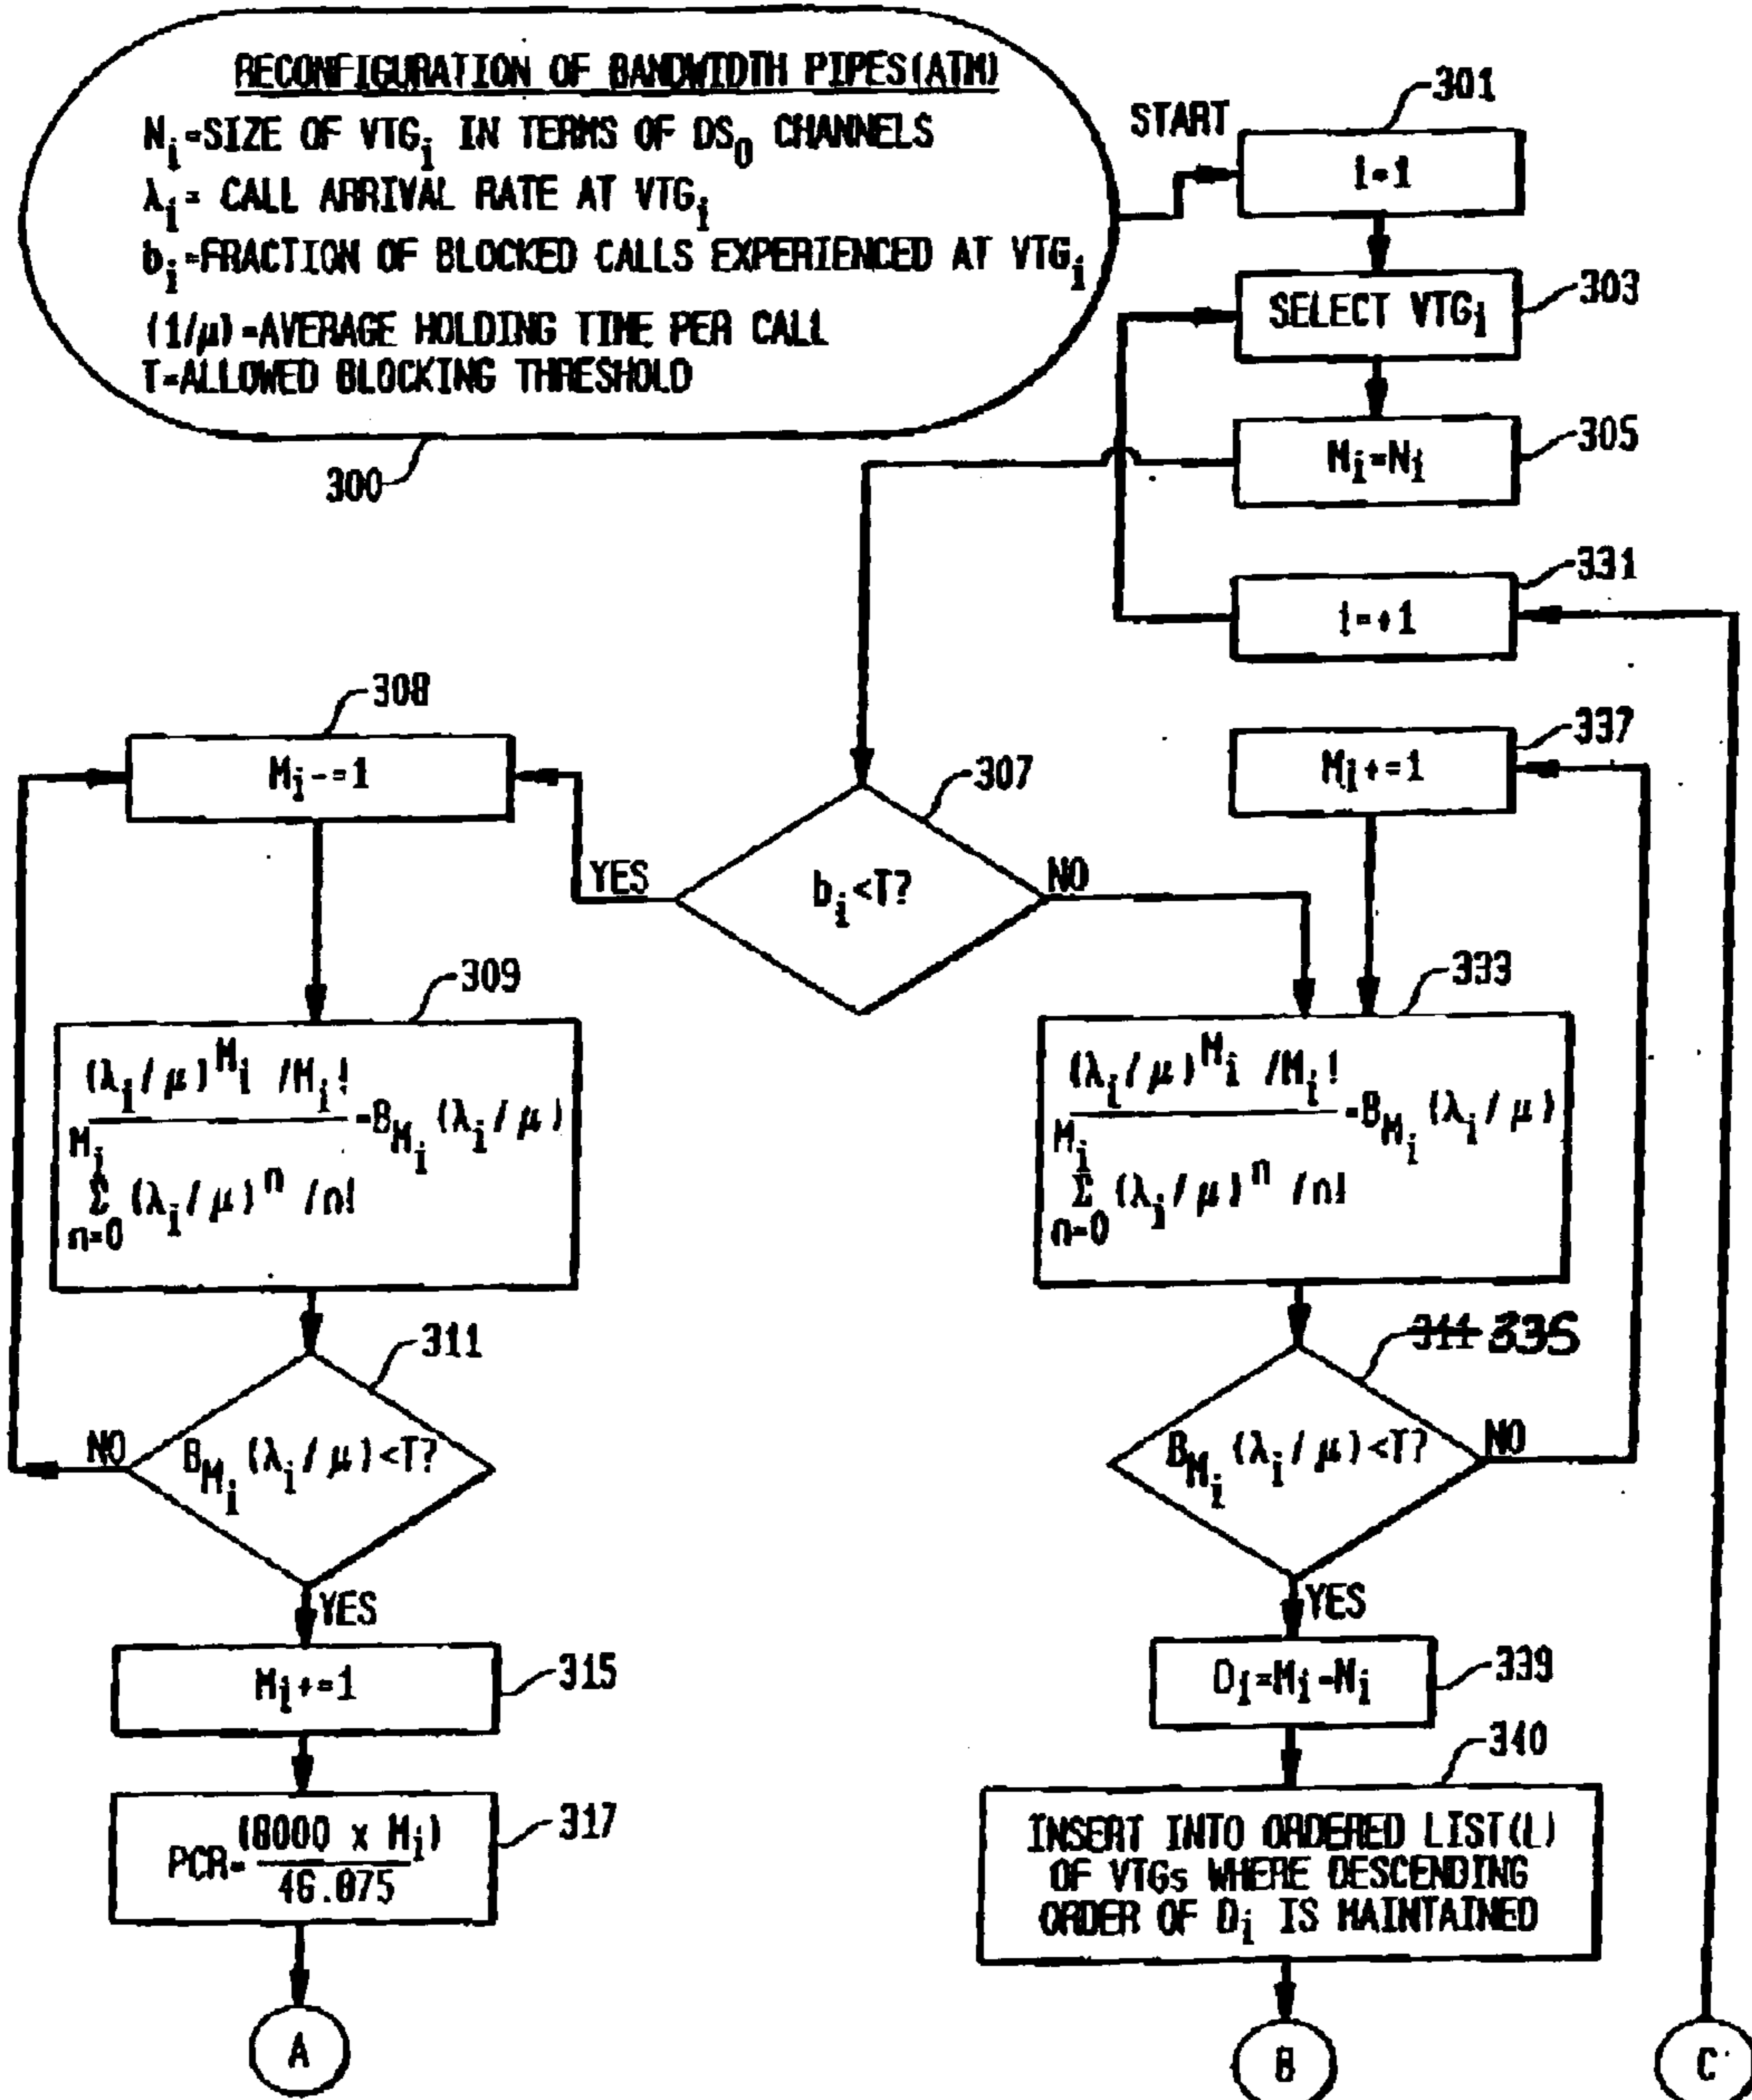 RECONFIGURATION OF BANDWIDTH PIPES(ATM)
Ni=SIZE OF VTGi IN TERMS OF DS0 CHANNELS
λi= CALL ARRIVAL RATE AT VTGi
bi=FRACTION OF BLOCKED CALLS EXPERIENCED AT VTGi
(1/μ)=AVERAGE HOLDING TIME PER CALL
T=ALLOWED BLOCKING THRESHOLD
300
START
301
i=1
303
SELECT VTGi
305
Mi=Ni
331
i=+1
308
Mi-=1
307
bi<T?
YES
NO
337
Mi+=1
309
(λi/μ)^Mi /Mi!
Mi
Σ (λi/μ)^n /n!
n=0
=BMi (λi/μ)
333
(λi/μ)^Mi /Mi!
Mi
Σ (λi/μ)^n /n!
n=0
=BMi (λi/μ)
311
BMi (λi/μ)<T?
NO
YES
311 335
BMi (λi/μ)<T?
NO
YES
315
Mi+=1
339
Di=Mi-Ni
317
PCR=(8000 x Mi)
46.875
340
INSERT INTO ORDERED LIST(L)
OF VTGs WHERE DESCENDING
ORDER OF Di IS MAINTAINED
A
B
C